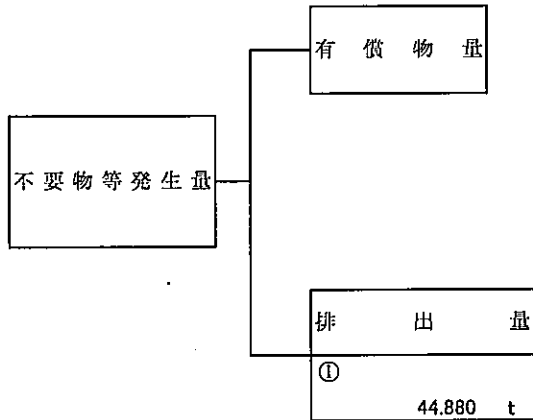 有償物量
不要物等発生量
排出量
①
44.880 t